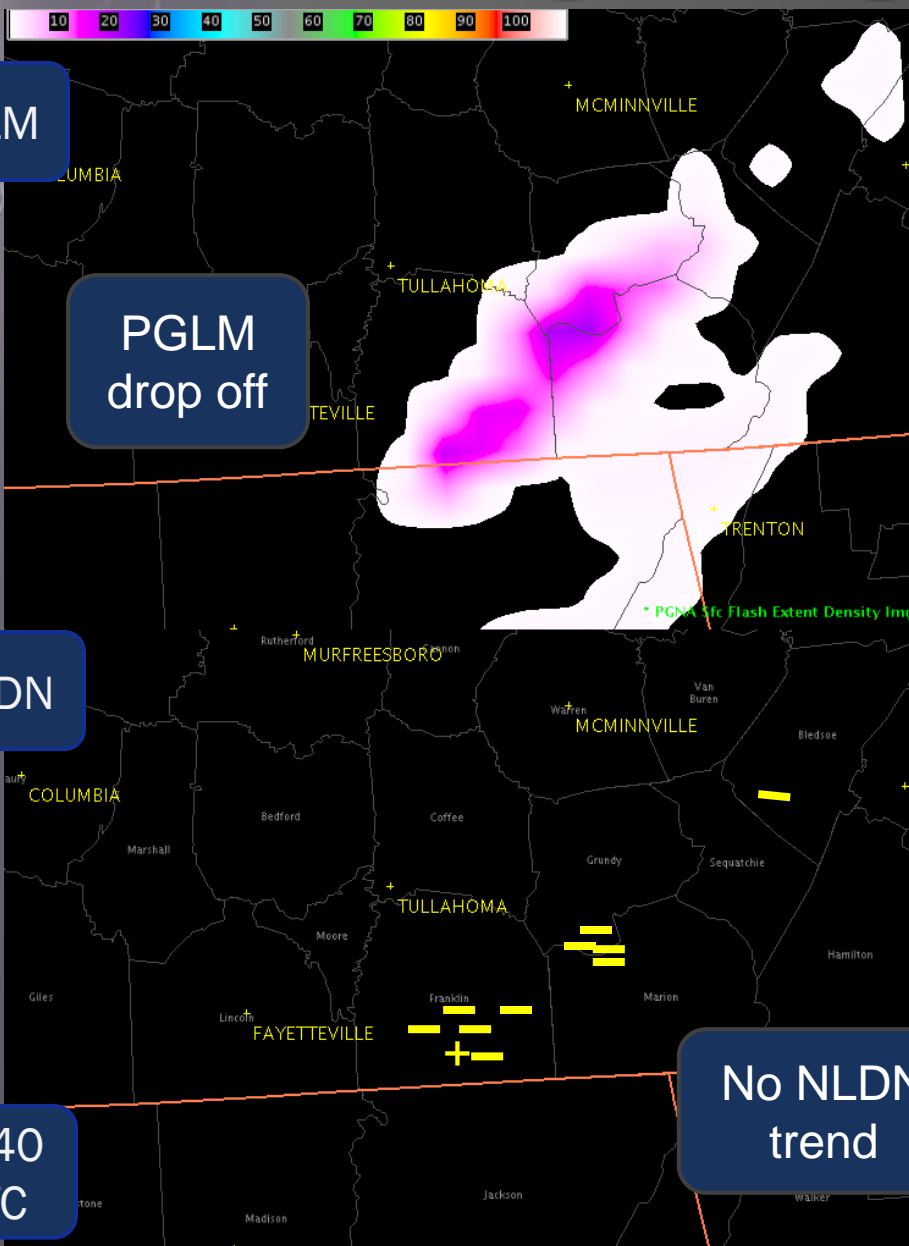 10 20 30 40 50 60 70 80 90 100
MCMINNVILLE
LM
UMBIA
TULLAHOMA
PGLM
drop off
TEVILLE
TRENTON
* PGNA Sfc Flash Extent Density Img
Rutherford
MURFREESBORO
Cannon
DN
Van
Buren
Warren
MCMINNVILLE
Bledsoe
aury
COLUMBIA
Bedford
Coffee
Marshall
Grundy
Sequatchie
TULLAHOMA
Moore
Hamilton
Giles
Franklin
Marion
Lincoln
FAYETTEVILLE
No NLDN
trend
40
C
Jackson
Walker
stone
Madison